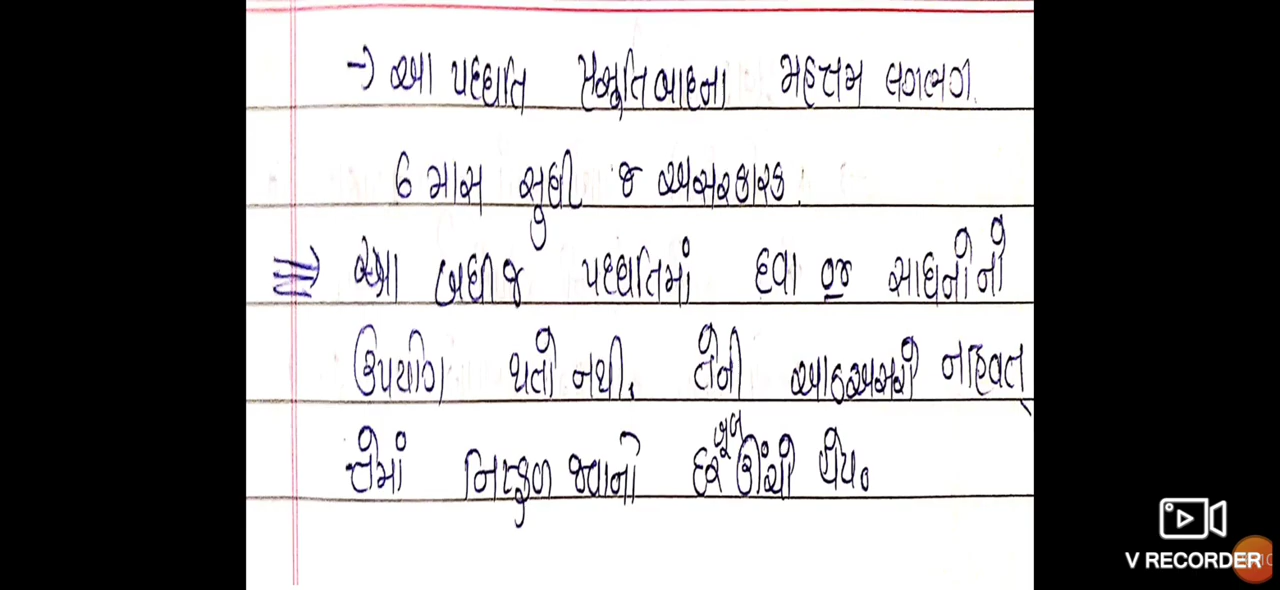 → આ પદ્ધતિ પ્રસૂતિ બાદના મહત્તમ લગભગ.
6 માસ સુધી જ અસરકારક.
⇒ આ બધીજ પદ્ધતિમાં દવા જ સાધનોનો
ઉપયોગ થતો નથી. તેની આડઅસરો નહિવત્
તેમાં નિષ્ફળ જવાનો દર ખૂબ ઊંચો હોય.
V RECORDER